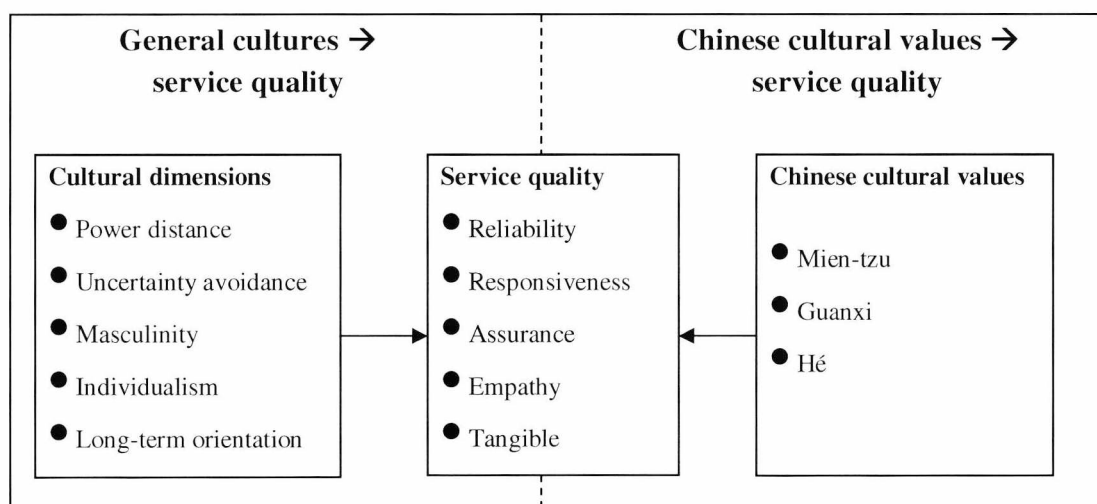 General cultures →
service quality
Chinese cultural values →
service quality
Cultural dimensions
● Power distance
● Uncertainty avoidance
● Masculinity
● Individualism
● Long-term orientation
Service quality
● Reliability
● Responsiveness
● Assurance
● Empathy
● Tangible
Chinese cultural values
● Mien-tzu
● Guanxi
● Hé